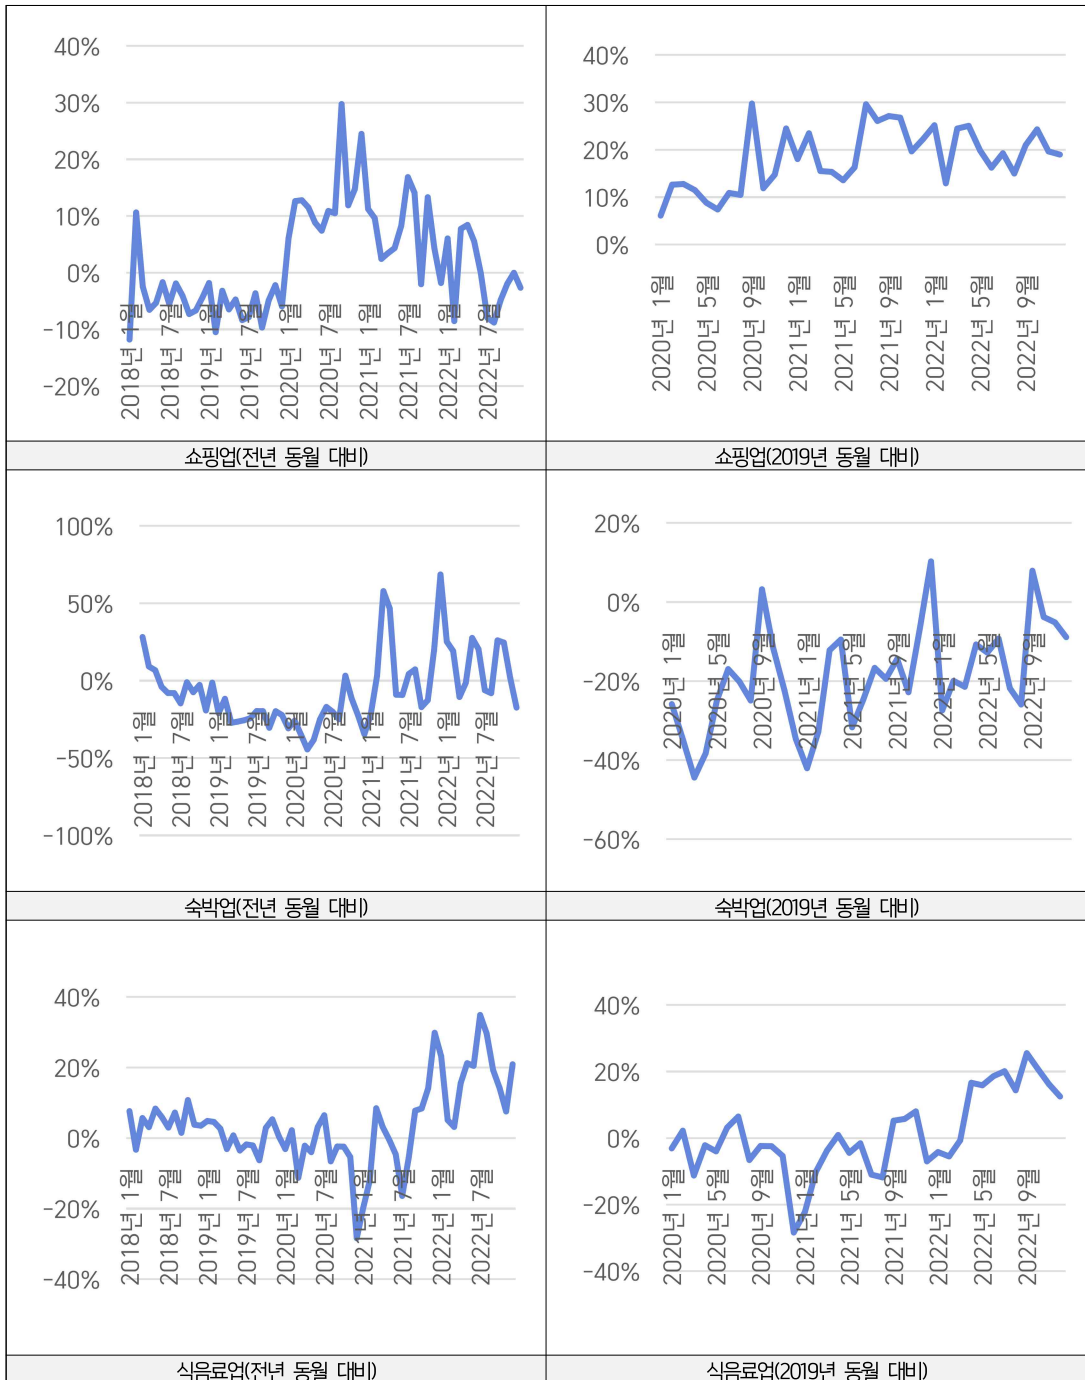 40%
30%
20%
10%
0%
-10%
-20%
2018년 1월
2018년 7월
2019년 1월
2019년 7월
2020년 1월
2020년 7월
2021년 1월
2021년 7월
2022년 1월
2022년 7월
40%
30%
20%
10%
0%
2020년 1월
2020년 5월
2020년 9월
2021년 1월
2021년 5월
2021년 9월
2022년 1월
2022년 5월
2022년 9월
쇼핑업(전년 동월 대비)
쇼핑업(2019년 동월 대비)
100%
50%
0%
-50%
-100%
2018년 1월
2018년 7월
2019년 1월
2019년 7월
2020년 1월
2020년 7월
2021년 1월
2021년 7월
2022년 1월
2022년 7월
20%
0%
-20%
-40%
-60%
2020년 1월
2020년 5월
2020년 9월
2021년 1월
2021년 5월
2021년 9월
2022년 1월
2022년 5월
2022년 9월
숙박업(전년 동월 대비)
숙박업(2019년 동월 대비)
40%
20%
0%
-20%
-40%
2018년 1월
2018년 7월
2019년 1월
2019년 7월
2020년 1월
2020년 7월
2021년 1월
2021년 7월
2022년 1월
2022년 7월
40%
20%
0%
-20%
-40%
2020년 1월
2020년 5월
2020년 9월
2021년 1월
2021년 5월
2021년 9월
2022년 1월
2022년 5월
2022년 9월
식음료업(전년 동월 대비)
식음료업(2019년 동월 대비)